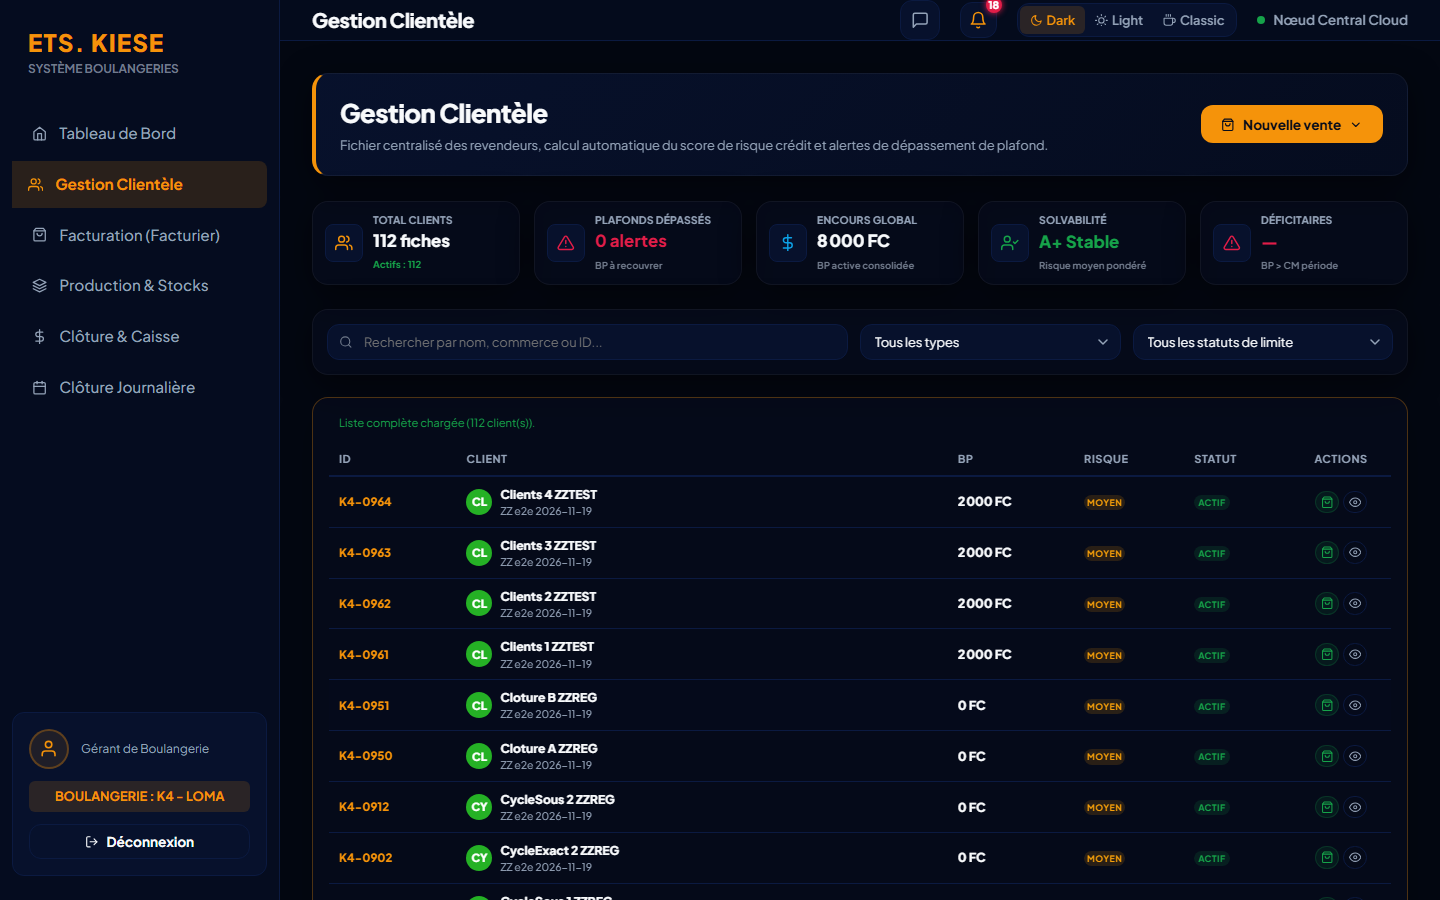 ETS. KIESE
SYSTÈME BOULANGERIES
Tableau de Bord
Gestion Clientèle
Facturation (Facturier)
Production & Stocks
Clôture & Caisse
Clôture Journalière
Gérant de Boulangerie
BOULANGERIE : K4 - LOMA
Déconnexion
Gestion Clientèle
18
Dark
Light
Classic
Nœud Central Cloud
Gestion Clientèle
Fichier centralisé des revendeurs, calcul automatique du score de risque crédit et alertes de dépassement de plafond.
Nouvelle vente
TOTAL CLIENTS
112 fiches
Actifs : 112
PLAFONDS DÉPASSÉS
0 alertes
BP à recouvrer
ENCOURS GLOBAL
8 000 FC
BP active consolidée
SOLVABILITÉ
A+ Stable
Risque moyen pondéré
DÉFICITAIRES
—
BP > CM période
Rechercher par nom, commerce ou ID...
Tous les types
Tous les statuts de limite
Liste complète chargée (112 client(s)).
ID CLIENT BP RISQUE STATUT ACTIONS
K4-0964 CL Clients 4 ZZTEST 2 000 FC MOYEN ACTIF
ZZ e2e 2026-11-19
K4-0963 CL Clients 3 ZZTEST 2 000 FC MOYEN ACTIF
ZZ e2e 2026-11-19
K4-0962 CL Clients 2 ZZTEST 2 000 FC MOYEN ACTIF
ZZ e2e 2026-11-19
K4-0961 CL Clients 1 ZZTEST 2 000 FC MOYEN ACTIF
ZZ e2e 2026-11-19
K4-0951 CL Cloture B ZZREG 0 FC MOYEN ACTIF
ZZ e2e 2026-11-19
K4-0950 CL Cloture A ZZREG 0 FC MOYEN ACTIF
ZZ e2e 2026-11-19
K4-0912 CY CycleSous 2 ZZREG 0 FC MOYEN ACTIF
ZZ e2e 2026-11-19
K4-0902 CY CycleExact 2 ZZREG 0 FC MOYEN ACTIF
ZZ e2e 2026-11-19